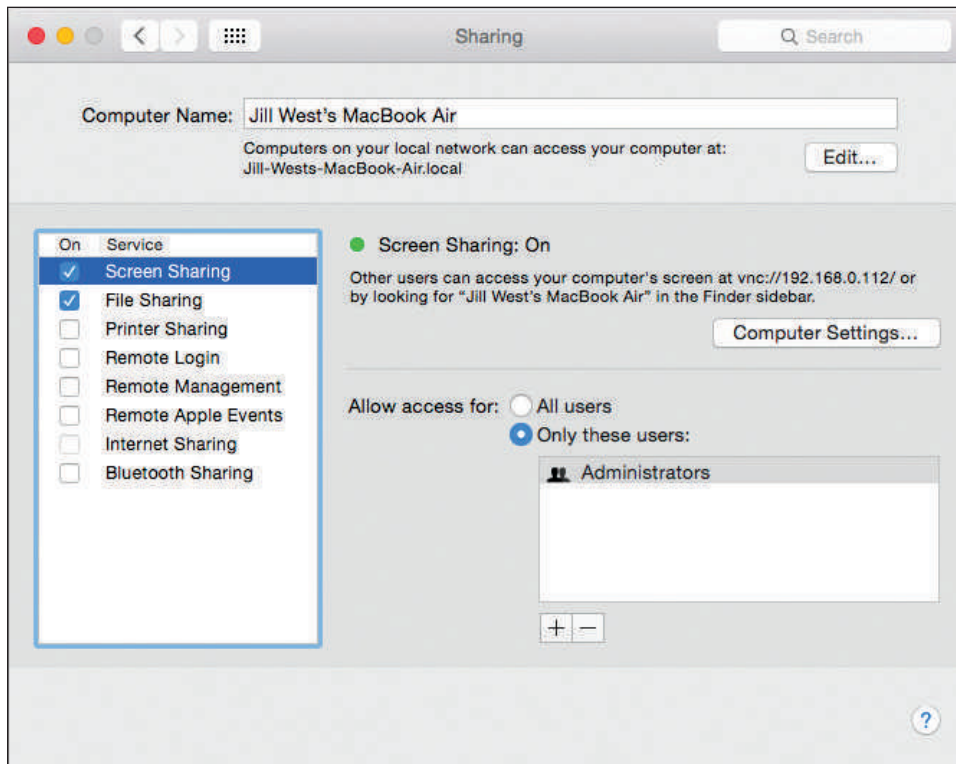 Sharing
Search
Computer Name: Jill West's MacBook Air
Computers on your local network can access your computer at:
Jill-Wests-MacBook-Air.local
Edit...
On Service
Screen Sharing
File Sharing
Printer Sharing
Remote Login
Remote Management
Remote Apple Events
Internet Sharing
Bluetooth Sharing
Screen Sharing: On
Other users can access your computer's screen at vnc://192.168.0.112/ or
by looking for “Jill West's MacBook Air” in the Finder sidebar.
Computer Settings...
Allow access for: All users
Only these users:
Administrators
+ −
?